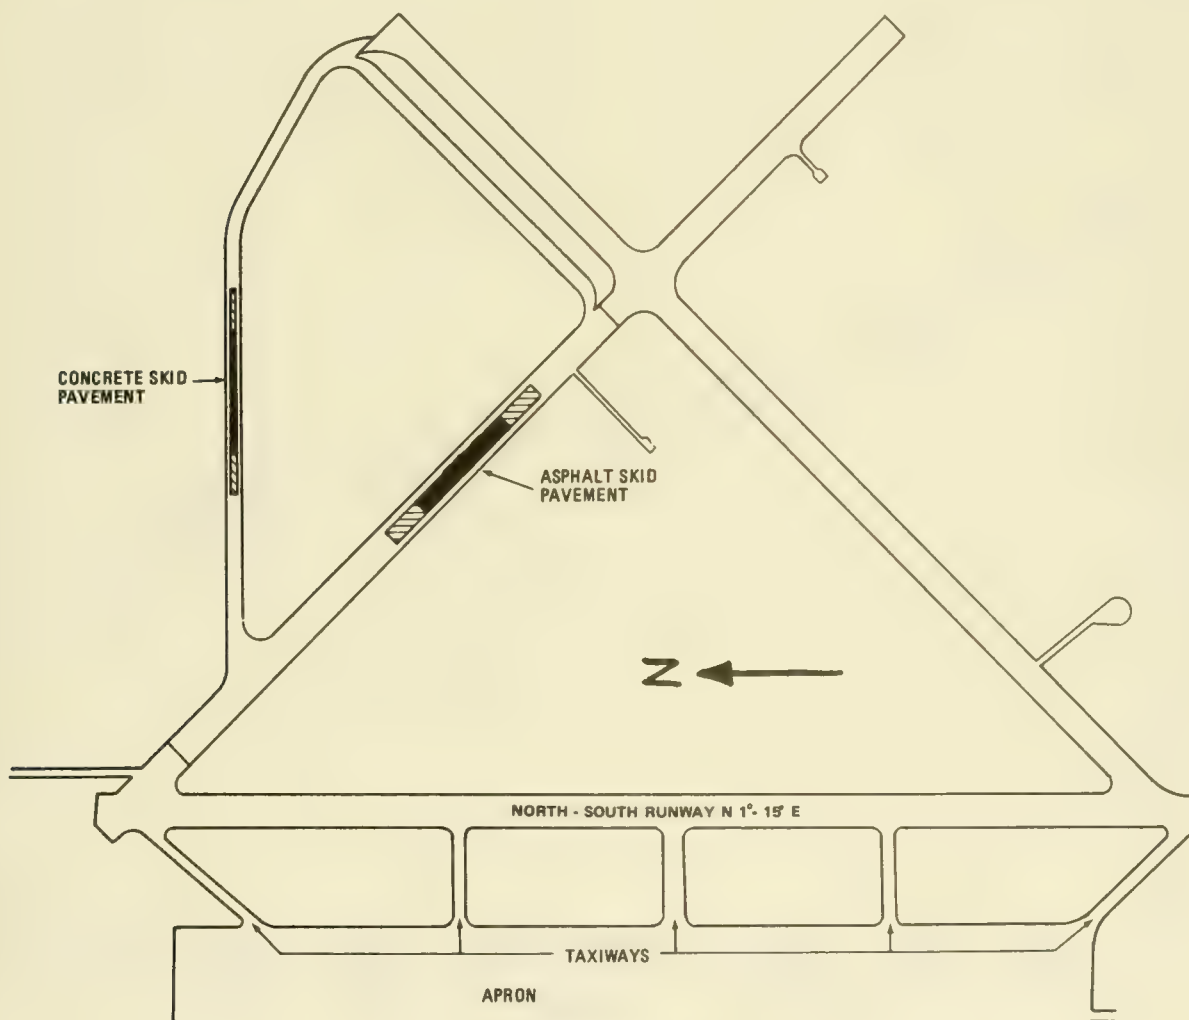 CONCRETE SKID
PAVEMENT
ASPHALT SKID
PAVEMENT
N
NORTH - SOUTH RUNWAY N 1°- 15' E
TAXIWAYS
APRON